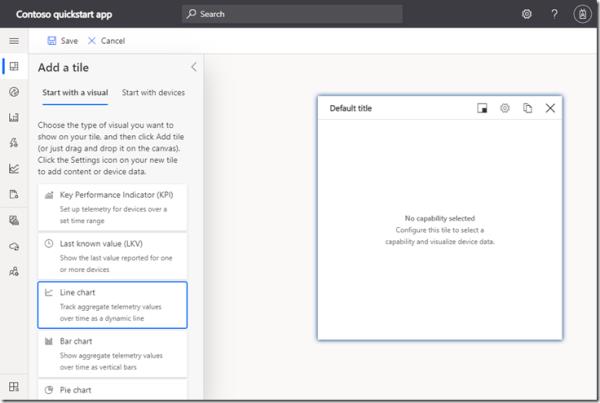 Contoso quickstart app
Search
?
Save
Cancel
Add a tile
Start with a visual
Start with devices
Choose the type of visual you want to
show on your tile, and then click Add tile
(or just drag and drop it on the canvas).
Click the Settings icon on your new
tile to add content or device data.
Key Performance Indicator (KPI)
Set up telemetry for devices over a
set time range
Last known value (LKV)
Show the last value reported for one
or more devices
Line chart
Track aggregate telemetry values
over time as a dynamic line
Bar chart
Show aggregate telemetry values
over time as vertical bars
Pie chart
Default title
No capability selected
Configure this tile to select a
capability and visualize device data.